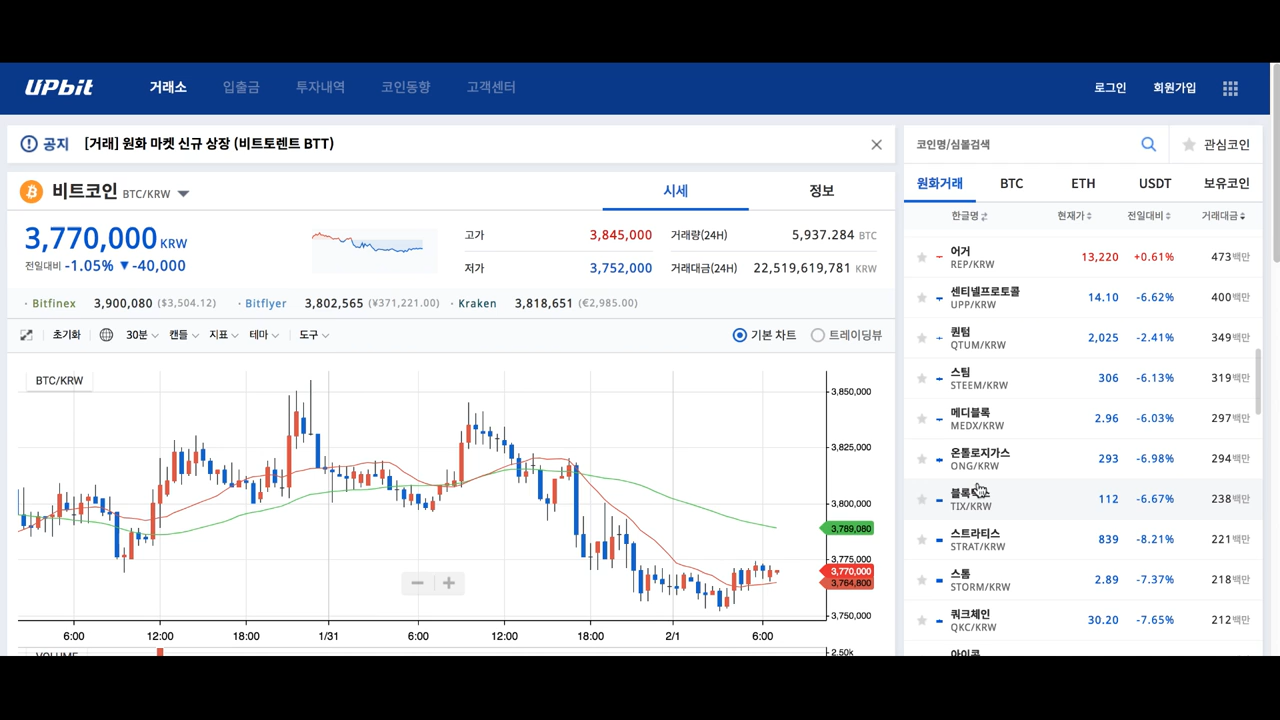 UPbit 거래소 입출금 투자내역 코인동향 고객센터 로그인 회원가입
공지 [거래] 원화 마켓 신규 상장 (비트토렌트 BTT)
비트코인 BTC/KRW 시세 정보
3,770,000 KRW
전일대비 -1.05% ▼ -40,000
고가 3,845,000 거래량(24H) 5,937.284 BTC
저가 3,752,000 거래대금(24H) 22,519,619,781 KRW
· Bitfinex 3,900,080 ($3,504.12) · Bitflyer 3,802,565 (¥371,221.00) · Kraken 3,818,651 (€2,985.00)
초기화 30분 캔들 지표 테마 도구 기본 차트 트레이딩뷰
BTC/KRW
3,850,000
3,825,000
3,800,000
3,789,080
3,775,000
3,770,000
3,764,800
3,750,000
6:00 12:00 18:00 1/31 6:00 12:00 18:00 2/1 6:00
VOLUME 2.50k
코인명/심볼검색 관심코인
원화거래 BTC ETH USDT 보유코인
한글명 현재가 전일대비 거래대금
어거 13,220 +0.61% 473백만
REP/KRW
센티넬프로토콜 14.10 -6.62% 400백만
UPP/KRW
퀀텀 2,025 -2.41% 349백만
QTUM/KRW
스팀 306 -6.13% 319백만
STEEM/KRW
메디블록 2.96 -6.03% 297백만
MEDX/KRW
온톨로지가스 293 -6.98% 294백만
ONG/KRW
112 -6.67% 238백만
TIX/KRW
스트라티스 839 -8.21% 221백만
STRAT/KRW
스톰 2.89 -7.37% 218백만
STORM/KRW
쿼크체인 30.20 -7.65% 212백만
QKC/KRW
아이콘